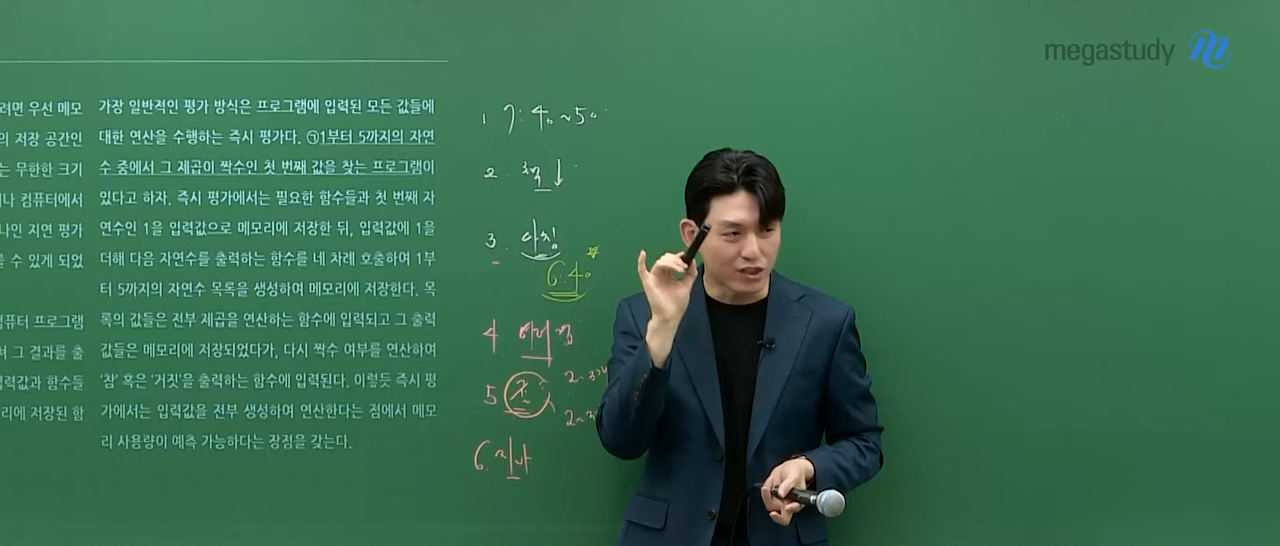 megastudy
러면 우선 메모
의 저장 공간인
는 무한한 크기
나 컴퓨터에서
나인 지연 평가
를 수 있게 되었
컴퓨터 프로그램
쳐 그 결과를 출
력값과 함수들
리에 저장된 함
가장 일반적인 평가 방식은 프로그램에 입력된 모든 값들에
대한 연산을 수행하는 즉시 평가다. ㉠1부터 5까지의 자연
수 중에서 그 제곱이 짝수인 첫 번째 값을 찾는 프로그램이
있다고 하자. 즉시 평가에서는 필요한 함수들과 첫 번째 자
연수인 1을 입력값으로 메모리에 저장한 뒤, 입력값에 1을
더해 다음 자연수를 출력하는 함수를 네 차례 호출하여 1부
터 5까지의 자연수 목록을 생성하여 메모리에 저장한다. 목
록의 값들은 전부 제곱을 연산하는 함수에 입력되고 그 출력
값들은 메모리에 저장되었다가, 다시 짝수 여부를 연산하여
'참' 혹은 '거짓'을 출력하는 함수에 입력된다. 이렇듯 즉시 평
가에서는 입력값을 전부 생성하여 연산한다는 점에서 메모
리 사용량이 예측 가능하다는 장점을 갖는다.
1 7:40~50
2. 책↓
3. 아침
6:40
4
5
6.